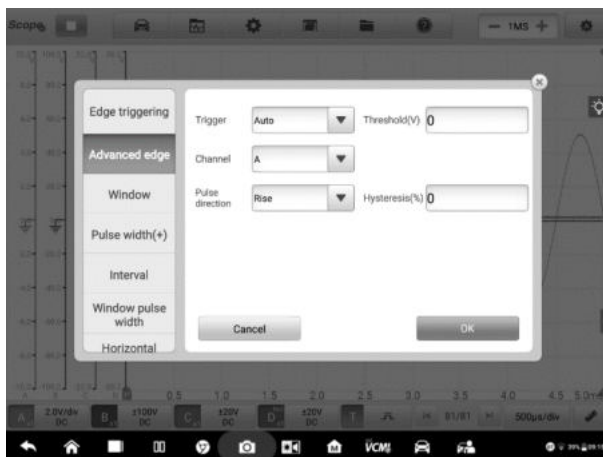 Scope
1MS
Edge triggering
Trigger Auto Threshold(V) 0
Advanced edge
Channel A
Window
Pulse direction Rise Hysteresis(%) 0
Pulse width(+)
Interval
Window pulse
width
Cancel OK
Horizontal
0.5 1.0 1.5 2.0 2.5 3.0 3.5 4.0 4.5 5.0
A 2.0V/div DC B ±100V DC C ±20V DC D ±20V DC T 81/81 500μs/div
VCMI 39%